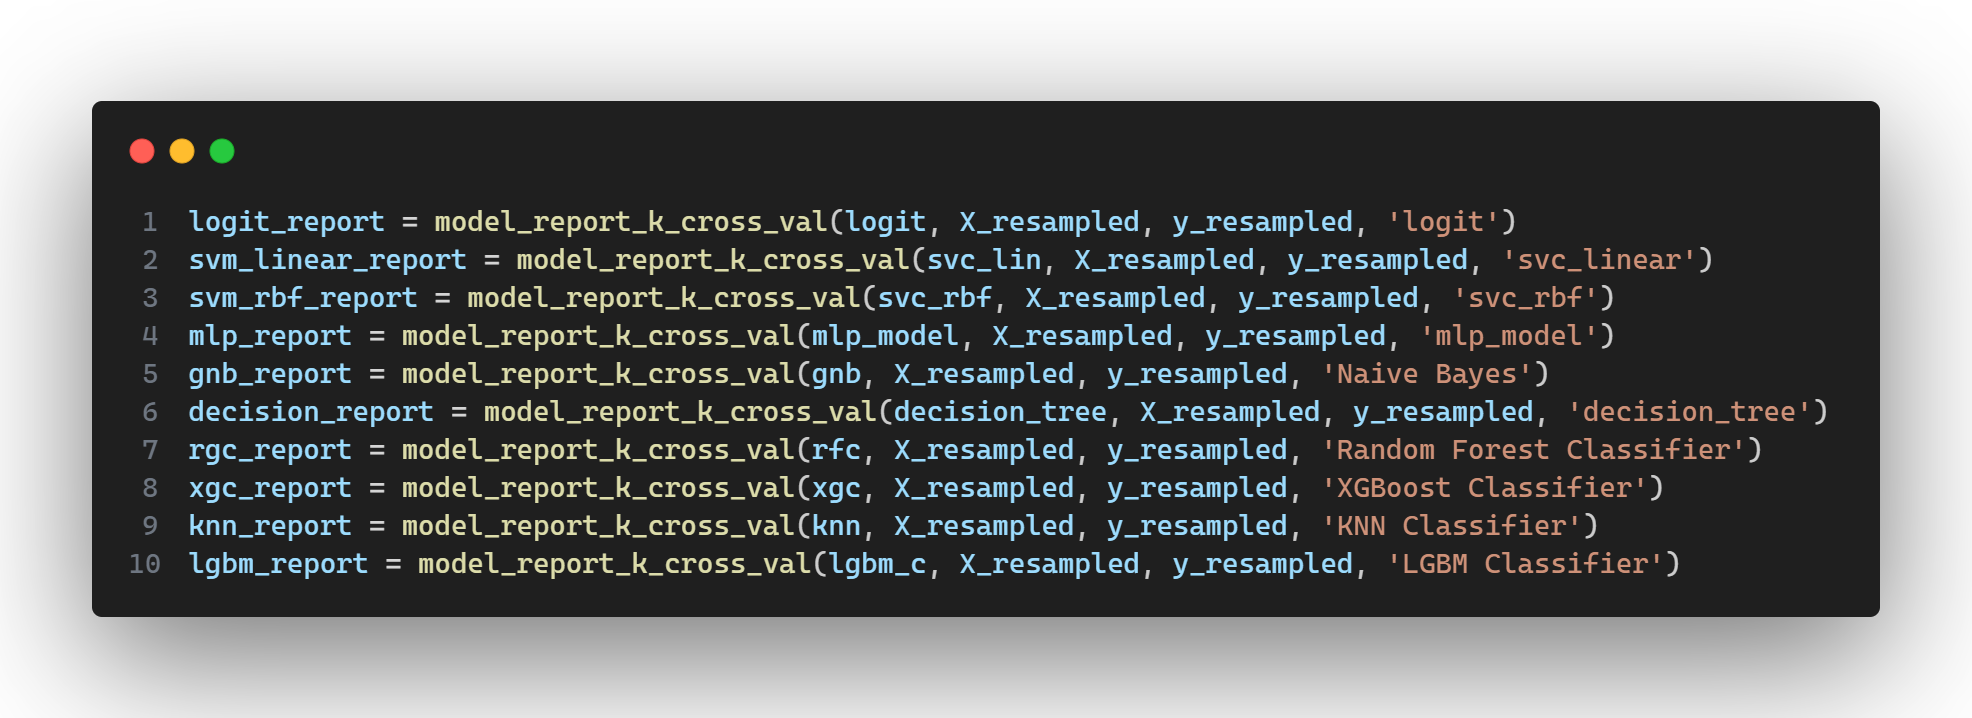 1 logit_report = model_report_k_cross_val(logit, X_resampled, y_resampled, 'logit')
2 svm_linear_report = model_report_k_cross_val(svc_lin, X_resampled, y_resampled, 'svc_linear')
3 svm_rbf_report = model_report_k_cross_val(svc_rbf, X_resampled, y_resampled, 'svc_rbf')
4 mlp_report = model_report_k_cross_val(mlp_model, X_resampled, y_resampled, 'mlp_model')
5 gnb_report = model_report_k_cross_val(gnb, X_resampled, y_resampled, 'Naive Bayes')
6 decision_report = model_report_k_cross_val(decision_tree, X_resampled, y_resampled, 'decision_tree')
7 rgc_report = model_report_k_cross_val(rfc, X_resampled, y_resampled, 'Random Forest Classifier')
8 xgc_report = model_report_k_cross_val(xgc, X_resampled, y_resampled, 'XGBoost Classifier')
9 knn_report = model_report_k_cross_val(knn, X_resampled, y_resampled, 'KNN Classifier')
10 lgbm_report = model_report_k_cross_val(lgbm_c, X_resampled, y_resampled, 'LGBM Classifier')